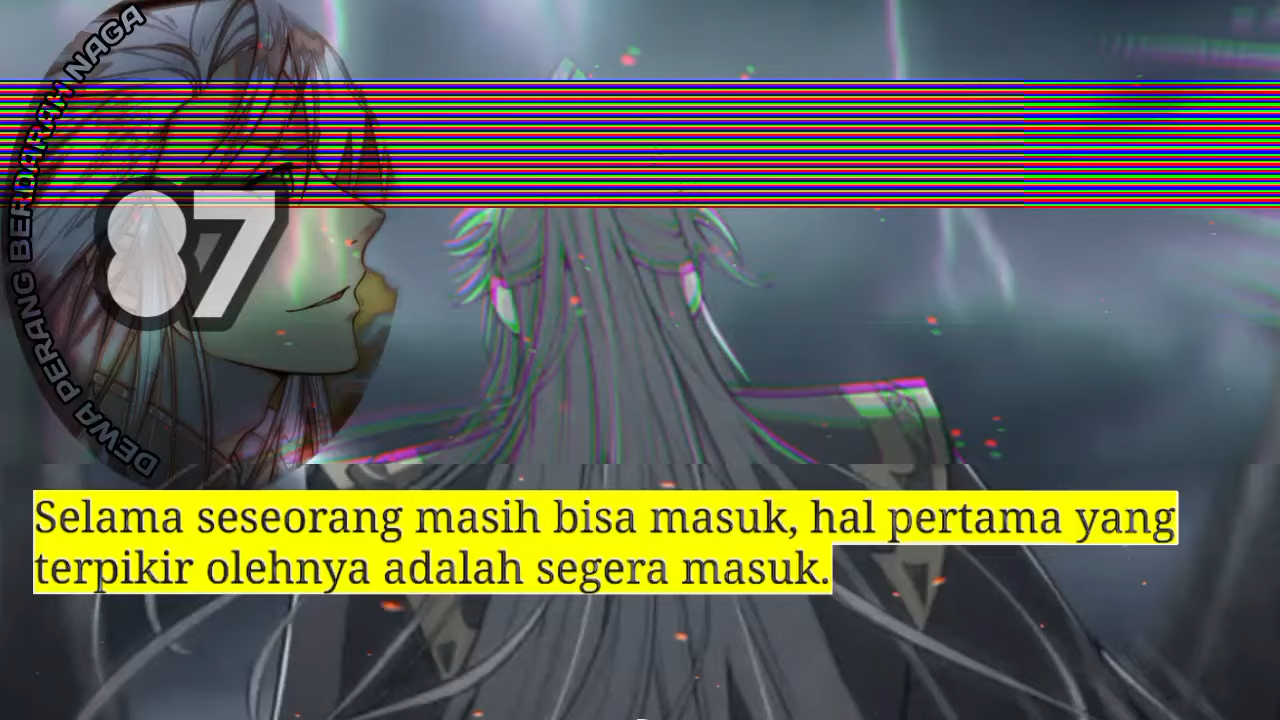 DEWA PERANG BERDARAH NAGA
87
Selama seseorang masih bisa masuk, hal pertama yang
terpikir olehnya adalah segera masuk.